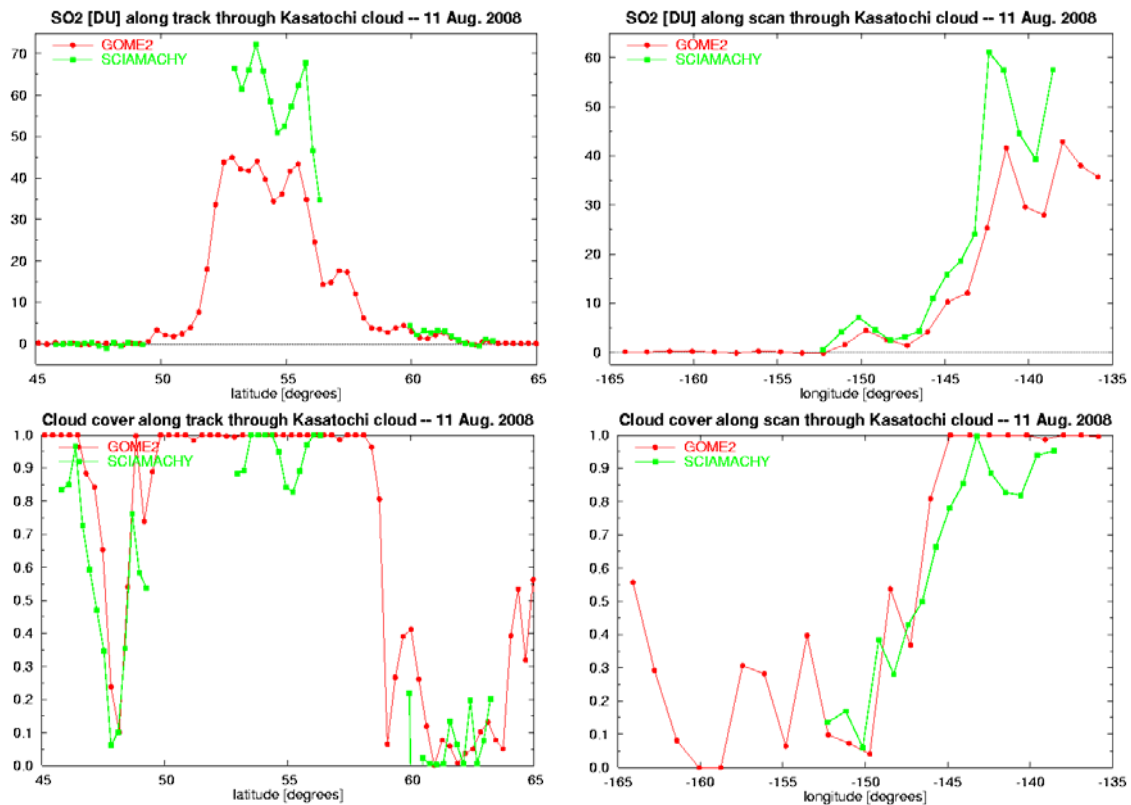 SO2 [DU] along track through Kasatochi cloud -- 11 Aug. 2008
GOME2
SCIAMACHY
70
60
50
40
30
20
10
0
45 50 55 60 65
latitude [degrees]
SO2 [DU] along scan through Kasatochi cloud -- 11 Aug. 2008
GOME2
SCIAMACHY
60
50
40
30
20
10
0
-165 -160 -155 -150 -145 -140 -135
longitude [degrees]
Cloud cover along track through Kasatochi cloud -- 11 Aug. 2008
GOME2
SCIAMACHY
1.0
0.9
0.8
0.7
0.6
0.5
0.4
0.3
0.2
0.1
0.0
45 50 55 60 65
latitude [degrees]
Cloud cover along scan through Kasatochi cloud -- 11 Aug. 2008
GOME2
SCIAMACHY
1.0
0.9
0.8
0.7
0.6
0.5
0.4
0.3
0.2
0.1
0.0
-165 -160 -155 -150 -145 -140 -135
longitude [degrees]